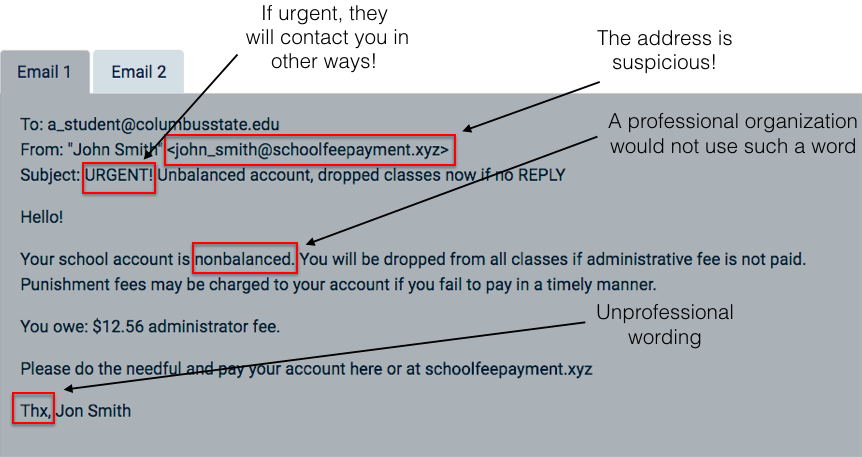 If urgent, they
will contact you in
other ways!
The address is
suspicious!
Email 1
Email 2
A professional organization
would not use such a word
To: a_student@columbusstate.edu
From: "John Smith" <john_smith@schoolfeepayment.xyz>
Subject: URGENT! Unbalanced account, dropped classes now if no REPLY
Hello!
Your school account is nonbalanced. You will be dropped from all classes if administrative fee is not paid.
Punishment fees may be charged to your account if you fail to pay in a timely manner.
Unprofessional
wording
You owe: $12.56 administrator fee.
Please do the needful and pay your account here or at schoolfeepayment.xyz
Thx, Jon Smith